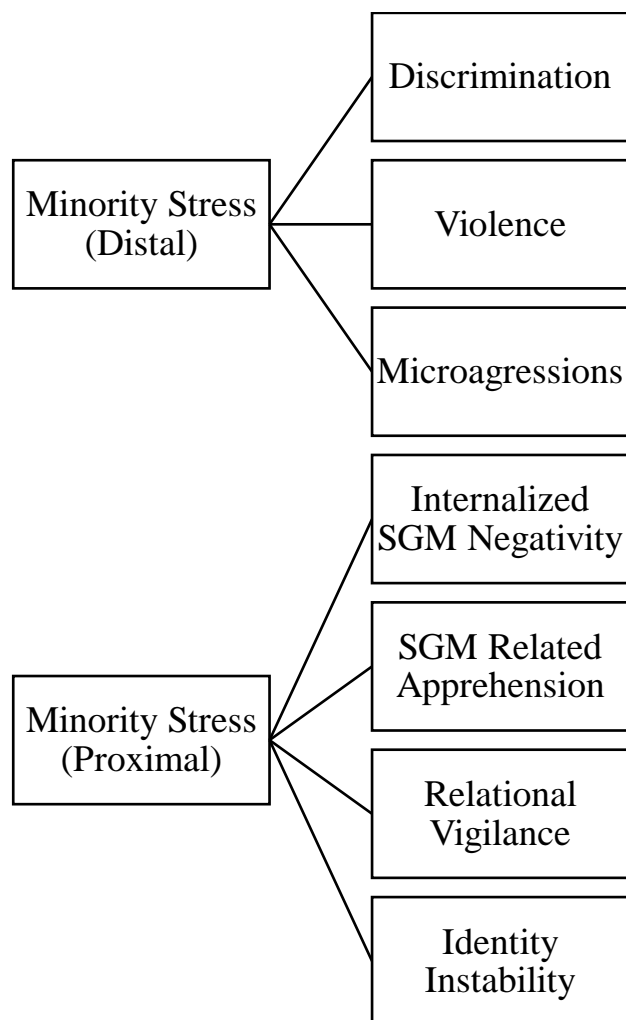 Discrimination
Minority Stress
(Distal)
Violence
Microagressions
Internalized
SGM Negativity
SGM Related
Apprehension
Minority Stress
(Proximal)
Relational
Vigilance
Identity
Instability